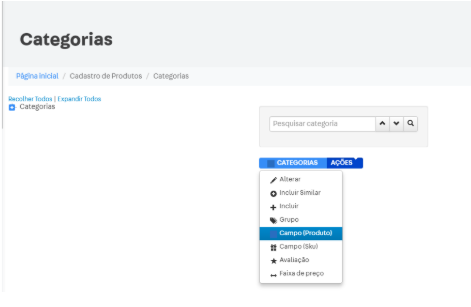 Categorias
Página Inicial / Cadastro de Produtos / Categorias
Recolher Todos | Expandir Todos
Categorias
Pesquisar categoria
CATEGORIAS AÇÕES
Alterar
Incluir Similar
Incluir
Grupo
Campo (Produto)
Campo (Sku)
Avaliação
Faixa de preço